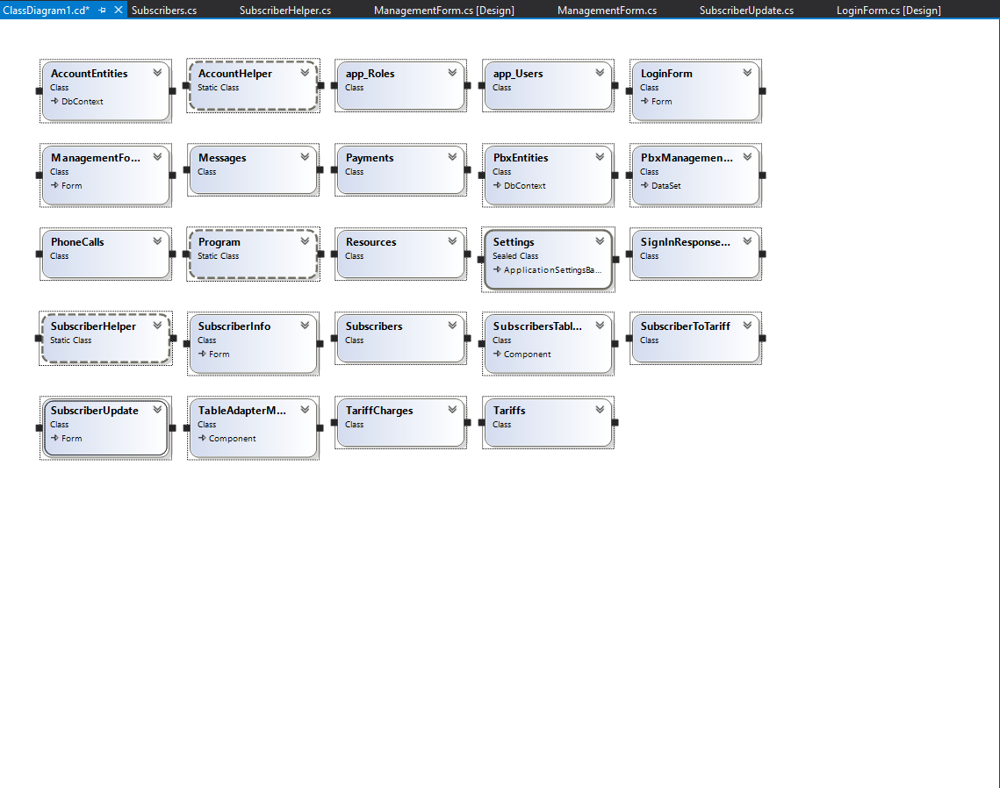 ClassDiagram1.cd* Subscribers.cs SubscriberHelper.cs ManagementForm.cs [Design] ManagementForm.cs SubscriberUpdate.cs LoginForm.cs [Design]
AccountEntities
Class
DbContext
AccountHelper
Static Class
app_Roles
Class
app_Users
Class
LoginForm
Class
Form
ManagementFo...
Class
Form
Messages
Class
Payments
Class
PbxEntities
Class
DbContext
PbxManagemen...
Class
DataSet
PhoneCalls
Class
Program
Static Class
Resources
Class
Settings
Sealed Class
ApplicationSettingsBa...
SignInResponse...
Class
SubscriberHelper
Static Class
SubscriberInfo
Class
Form
Subscribers
Class
SubscribersTabl...
Class
Component
SubscriberToTariff
Class
SubscriberUpdate
Class
Form
TableAdapterM...
Class
Component
TariffCharges
Class
Tariffs
Class